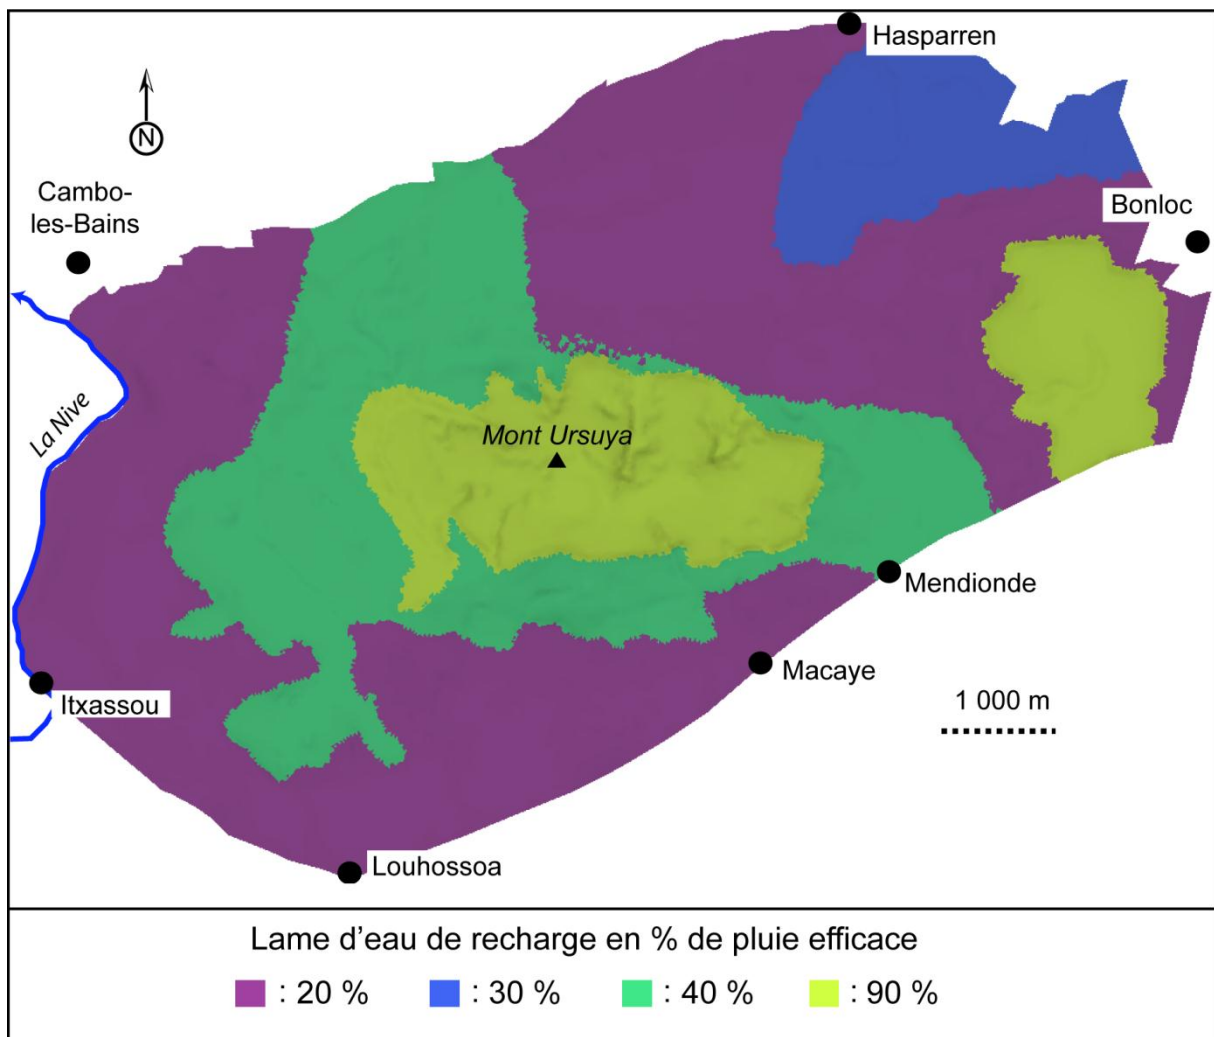 Hasparren
N
Cambo-
les-Bains
Bonloc
La Nive
Mont Ursuya
Mendionde
Macaye
Itxassou
1 000 m
Louhossoa
Lame d'eau de recharge en % de pluie efficace
: 20 % : 30 % : 40 % : 90 %